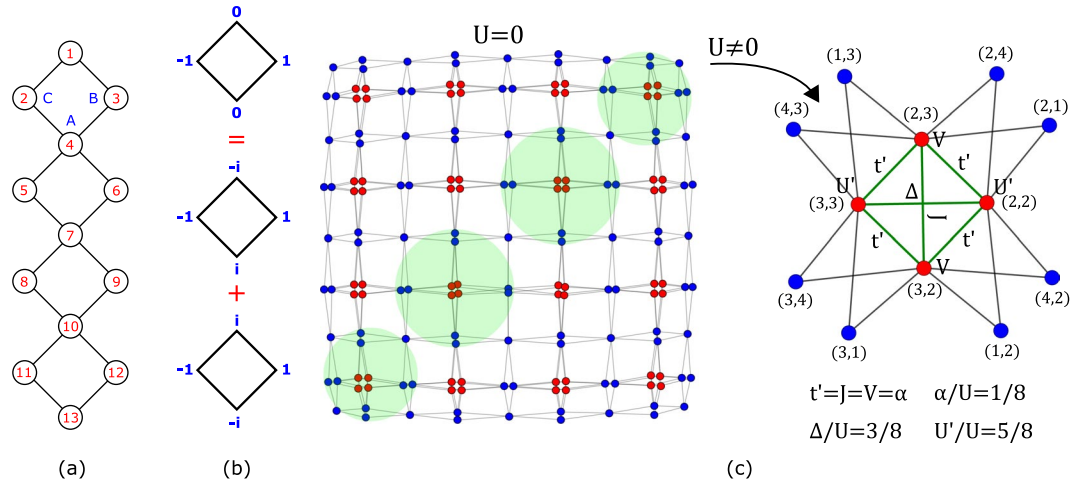 1
2
C
B
3
A
4
5
6
7
8
9
10
11
12
13
(a)
0
-1
1
0
=
-i
-1
1
i
+
i
-1
1
-i
(b)
U=0
U≠0
(1,3)
(2,4)
(4,3)
(2,3)
(2,1)
V
t'
t'
U'
Δ
U'
(3,3)
(2,2)
J
t'
t'
V
(3,4)
(3,2)
(4,2)
(3,1)
(1,2)
t'=J=V=α
α/U=1/8
Δ/U=3/8
U'/U=5/8
(c)